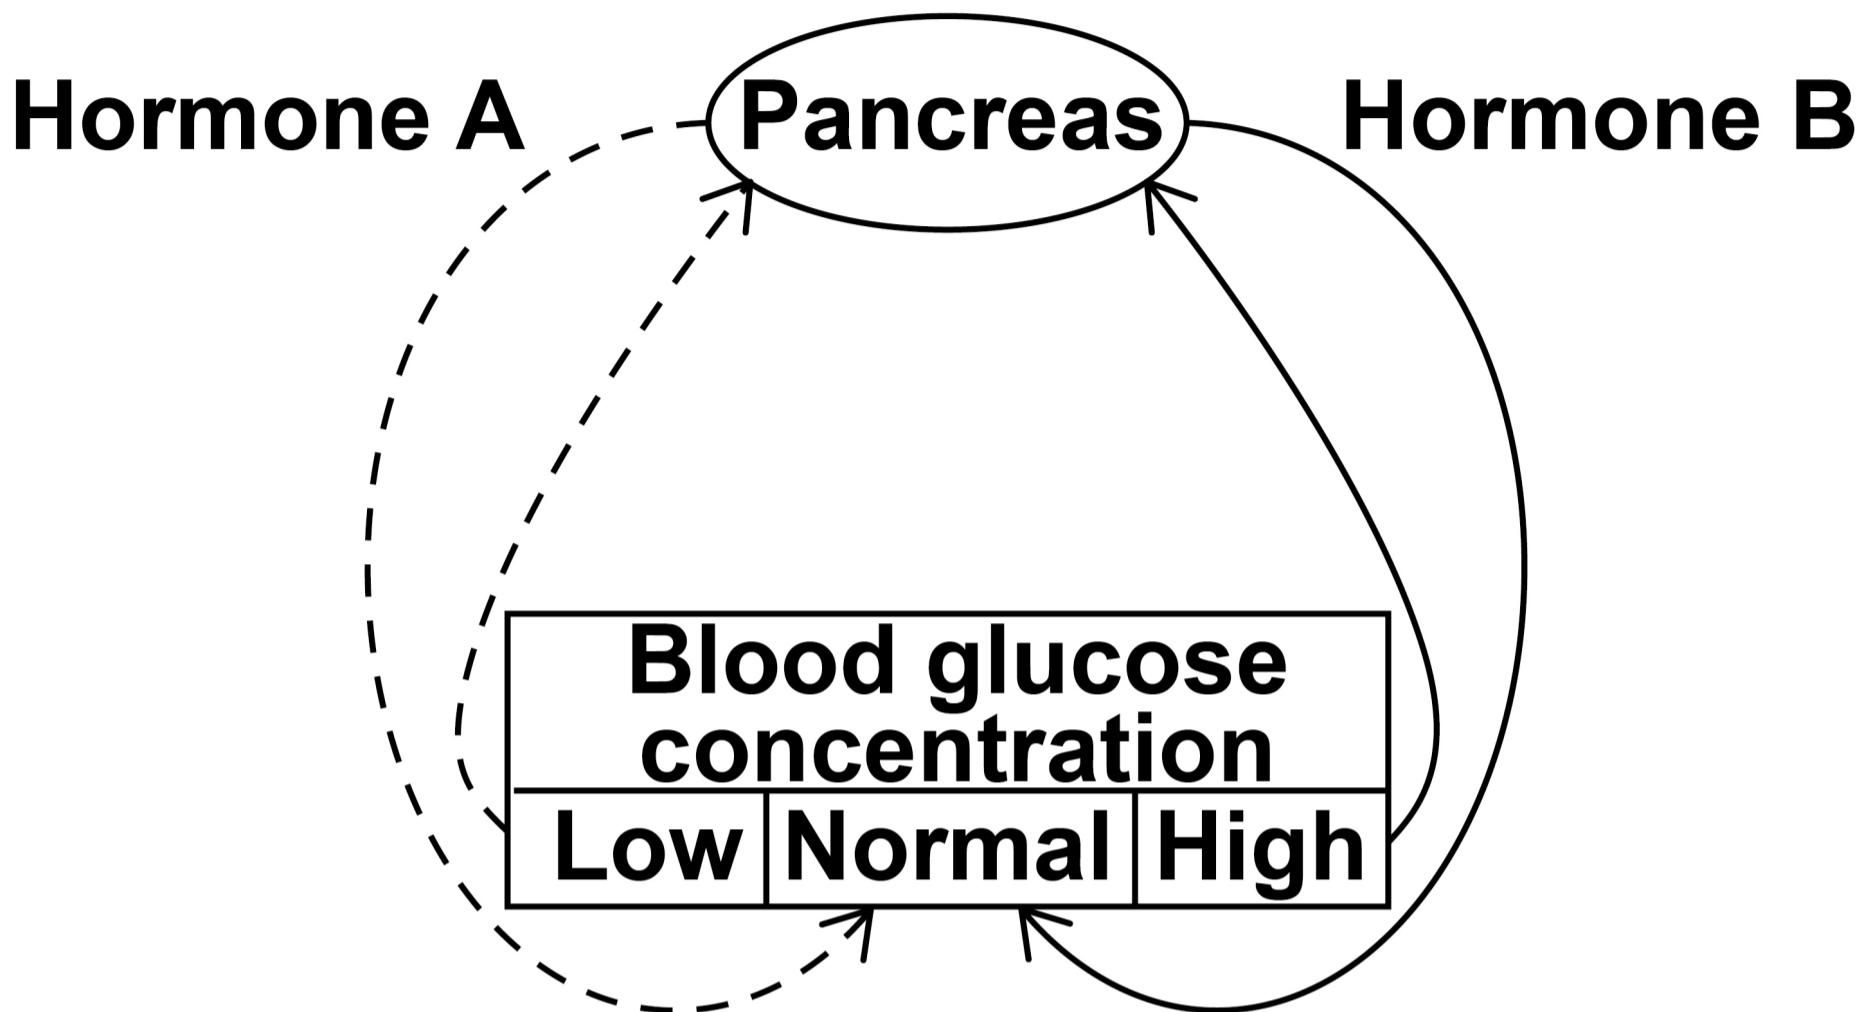 Hormone A
Pancreas
Hormone B
Blood glucose
concentration
Low
Normal
High